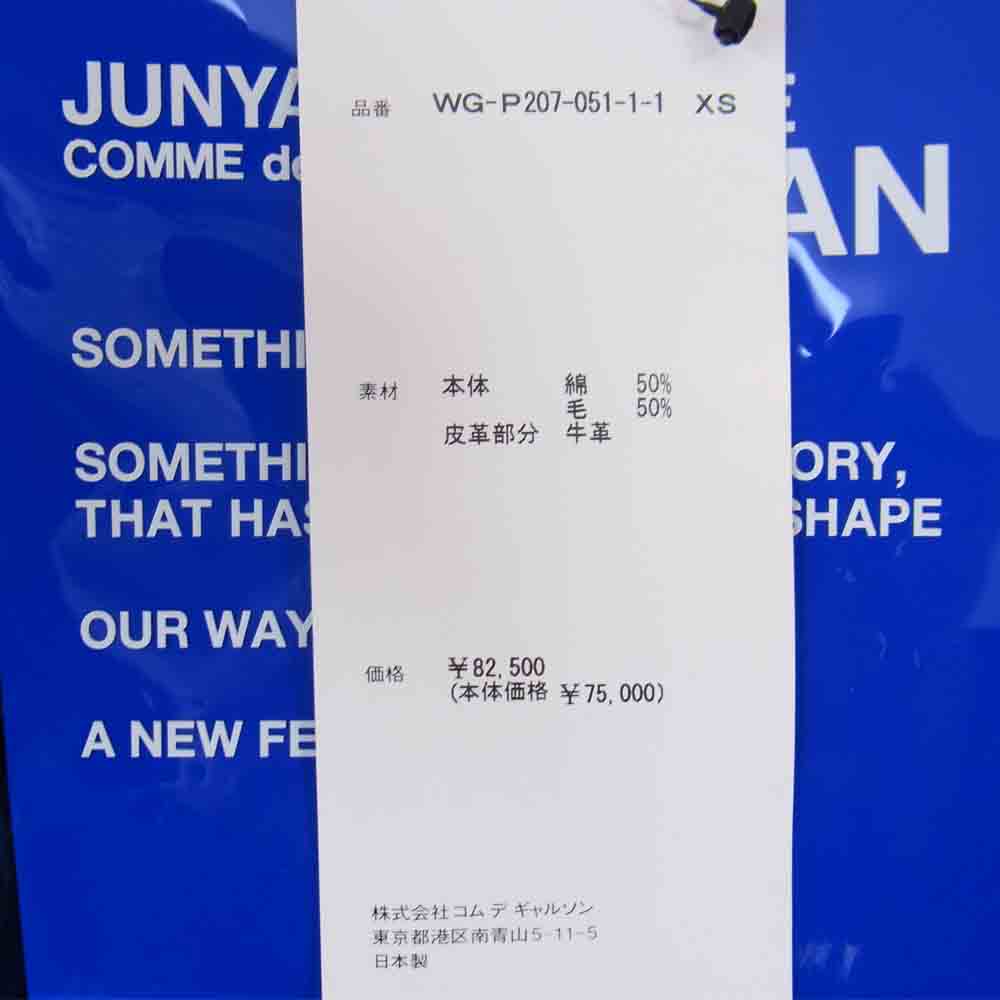 JUNYA
COMME de
E
AN
SOMETHI
SOMETHI ORY,
THAT HAS SHAPE
OUR WAY
A NEW FE
品番 WG-P207-051-1-1 XS
素材 本体 綿 50%
毛 50%
皮革部分 牛革
価格 ¥82,500
(本体価格 ¥75,000)
株式会社コム デ ギャルソン
東京都港区南青山5-11-5
日本製